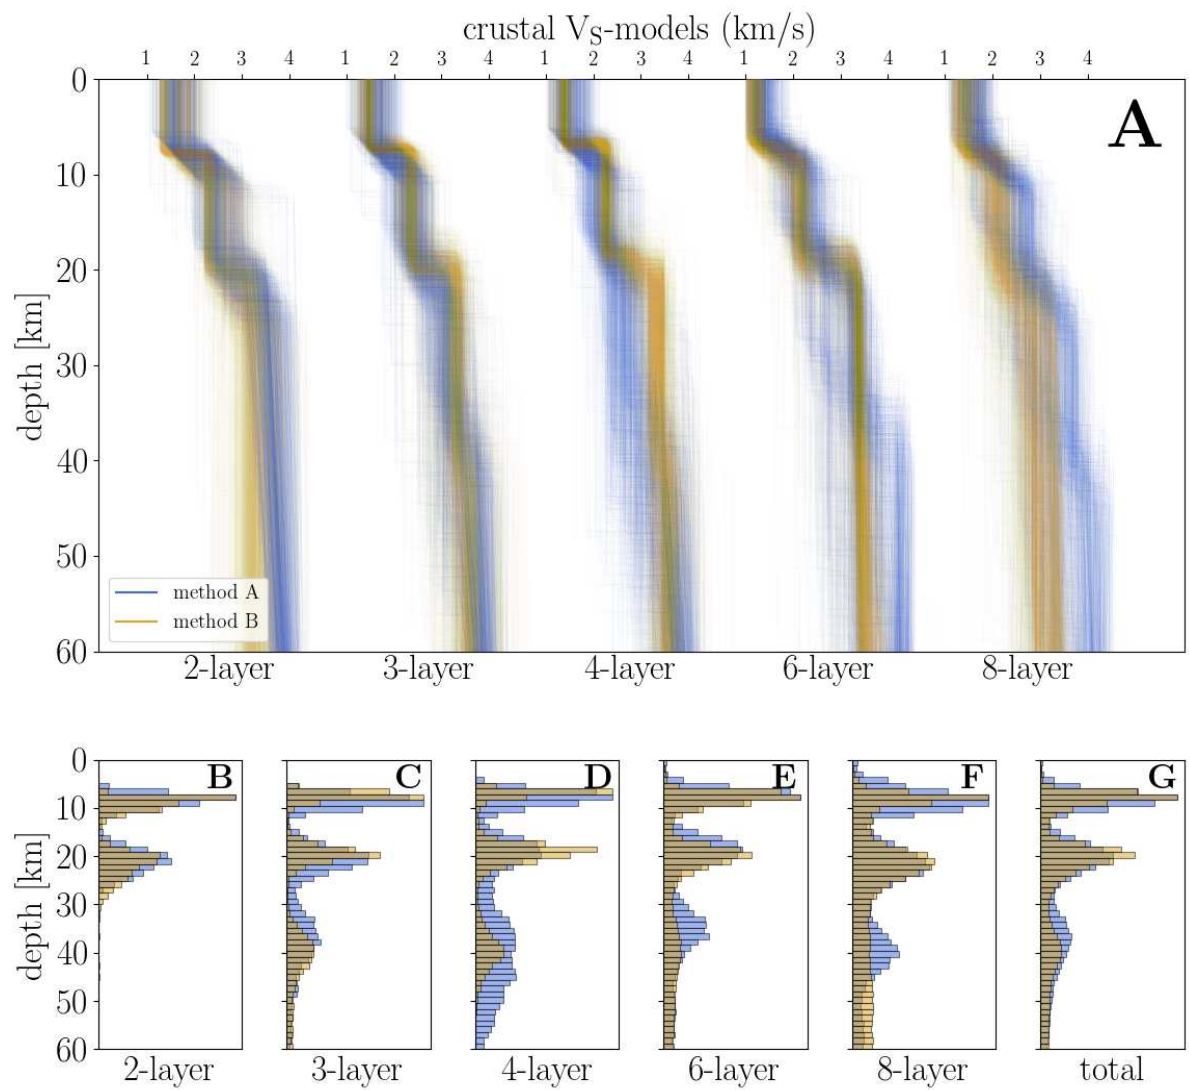 crustal VS-models (km/s)
1 2 3 4 1 2 3 4 1 2 3 4 1 2 3 4 1 2 3 4
A
0
10
20
30
40
50
60
depth [km]
method A
method B
2-layer 3-layer 4-layer 6-layer 8-layer
B C D E F G
0
10
20
30
40
50
60
depth [km]
2-layer 3-layer 4-layer 6-layer 8-layer total